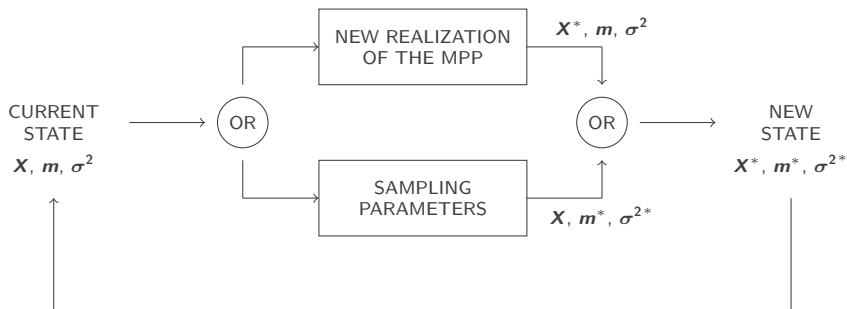 NEW REALIZATION
OF THE MPP
X*, m, σ²
CURRENT
STATE
X, m, σ²
OR
OR
NEW
STATE
X*, m*, σ²*
SAMPLING
PARAMETERS
X, m*, σ²*